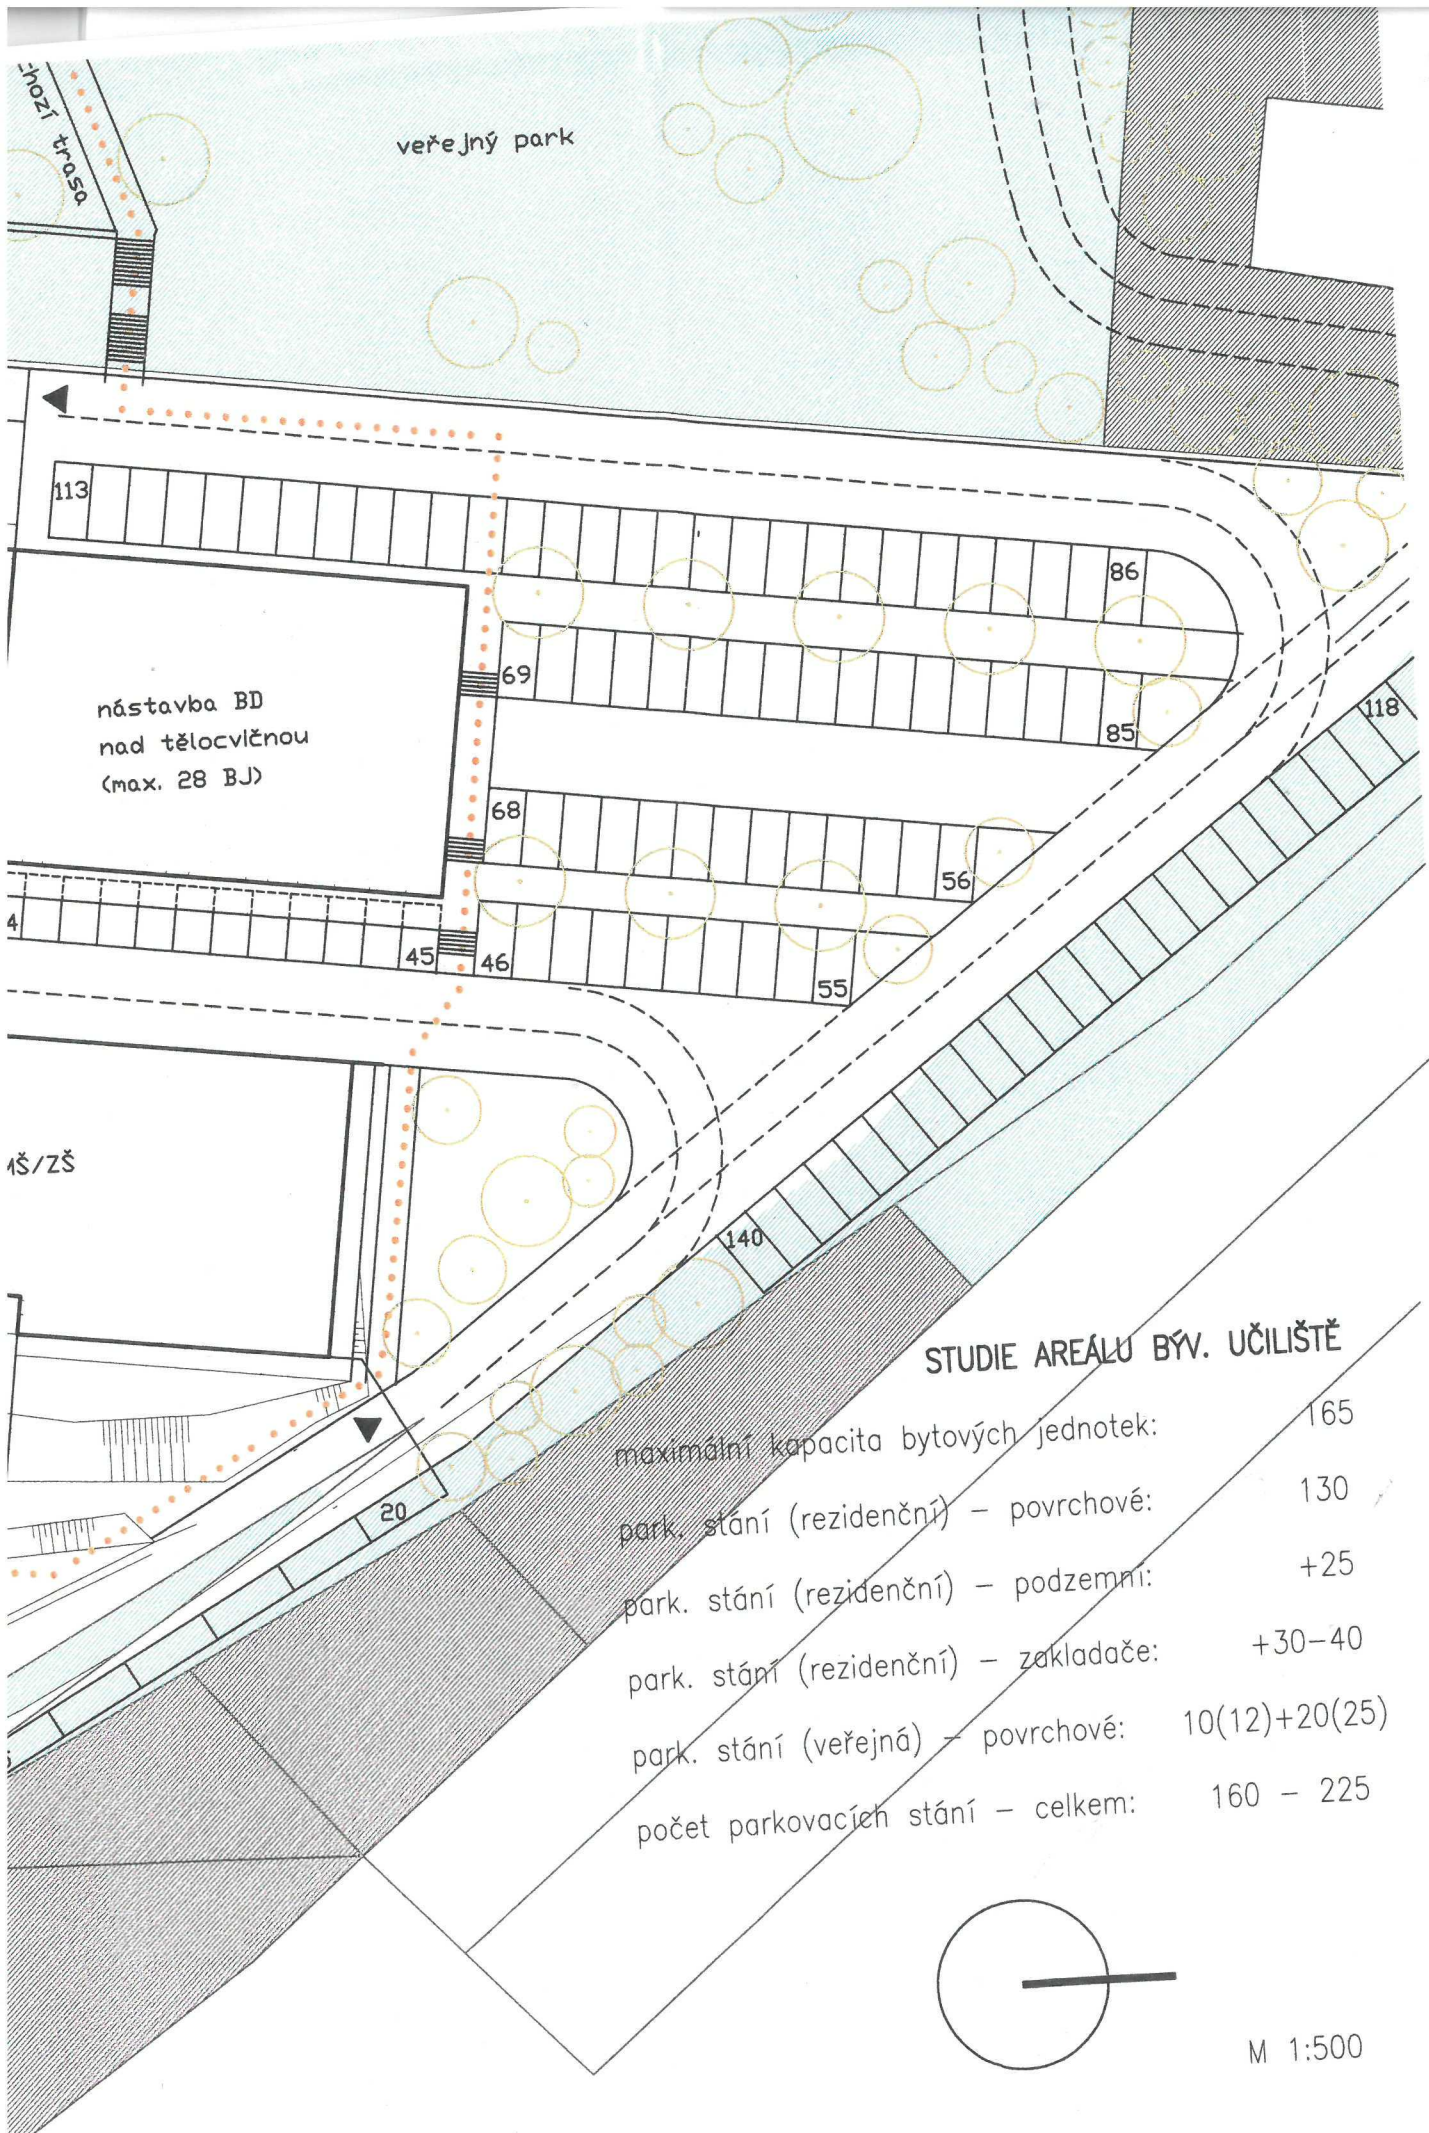 chozí trasa
veřejný park
113
86
69
85
118
nástavba BD
nad tělocvičnou
(max. 28 BJ)
68
56
4
45
46
55
MŠ/ZŠ
140
20
STUDIE AREÁLU BÝV. UČILIŠTĚ
maximální kapacita bytových jednotek: 165
park. stání (rezidenční) – povrchové: 130
park. stání (rezidenční) – podzemní: +25
park. stání (rezidenční) – zakladače: +30–40
park. stání (veřejná) – povrchové: 10(12)+20(25)
počet parkovacích stání – celkem: 160 – 225
M 1:500